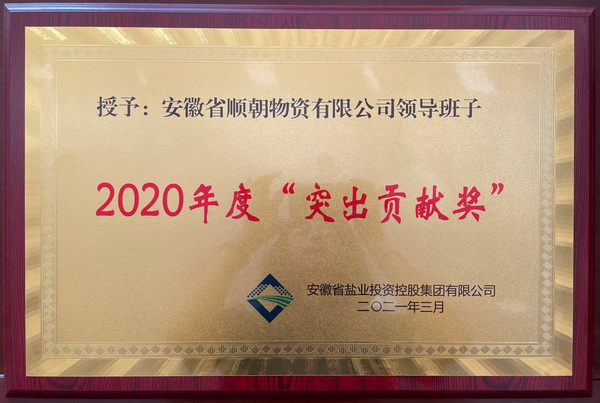 授予：安徽省顺朝物资有限公司领导班子
2020年度“突出贡献奖”
安徽省盐业投资控股集团有限公司
二〇二一年三月